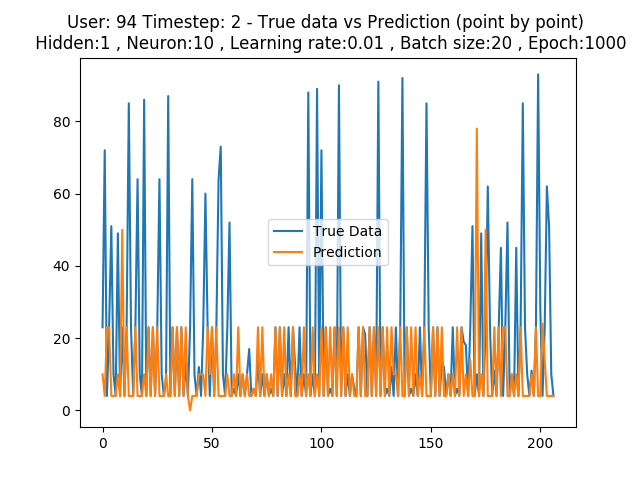 User: 94 Timestep: 2 - True data vs Prediction (point by point)
Hidden:1 , Neuron:10 , Learning rate:0.01 , Batch size:20 , Epoch:1000
80
60
True Data
Prediction
40
20
0
0 50 100 150 200